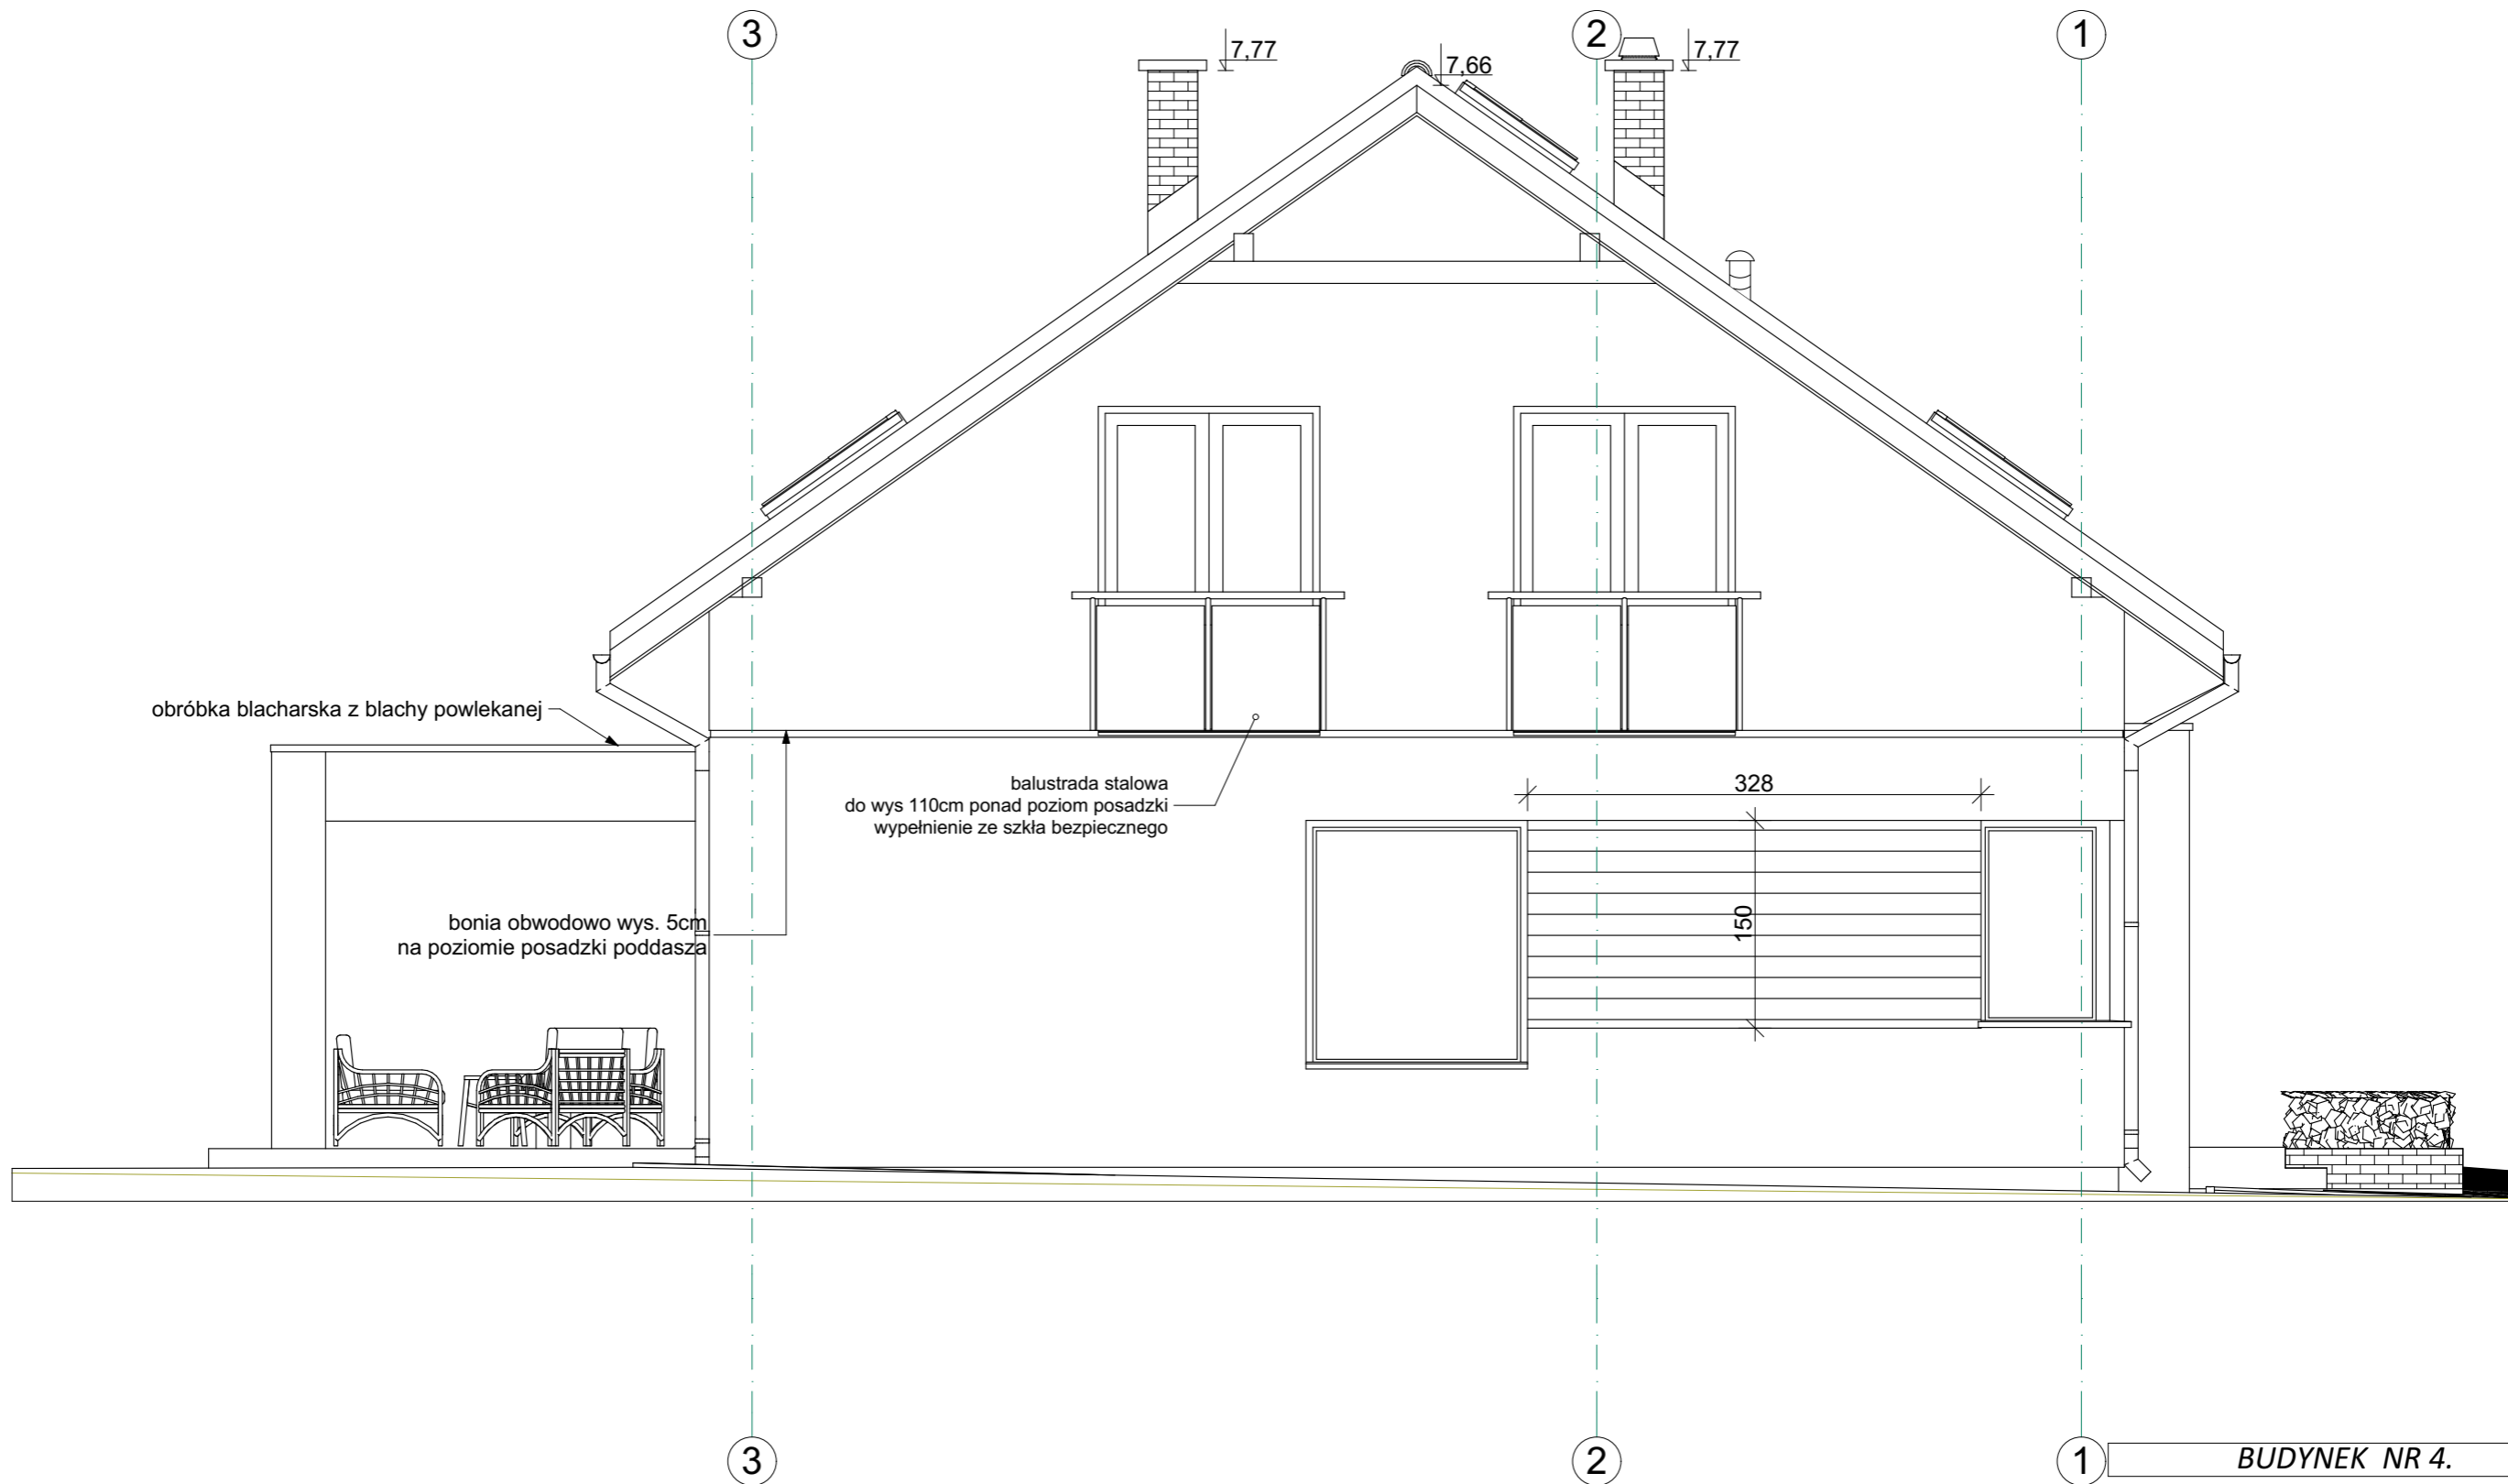 3
2
1
7,77
7,66
7,77
obróbka blacharska z blachy powlekanej
balustrada stalowa
do wys 110cm ponad poziom posadzki
wypełnienie ze szkła bezpiecznego
328
150
bonia obwodowo wys. 5cm
na poziomie posadzki poddasza
3
2
1
BUDYNEK NR 4.